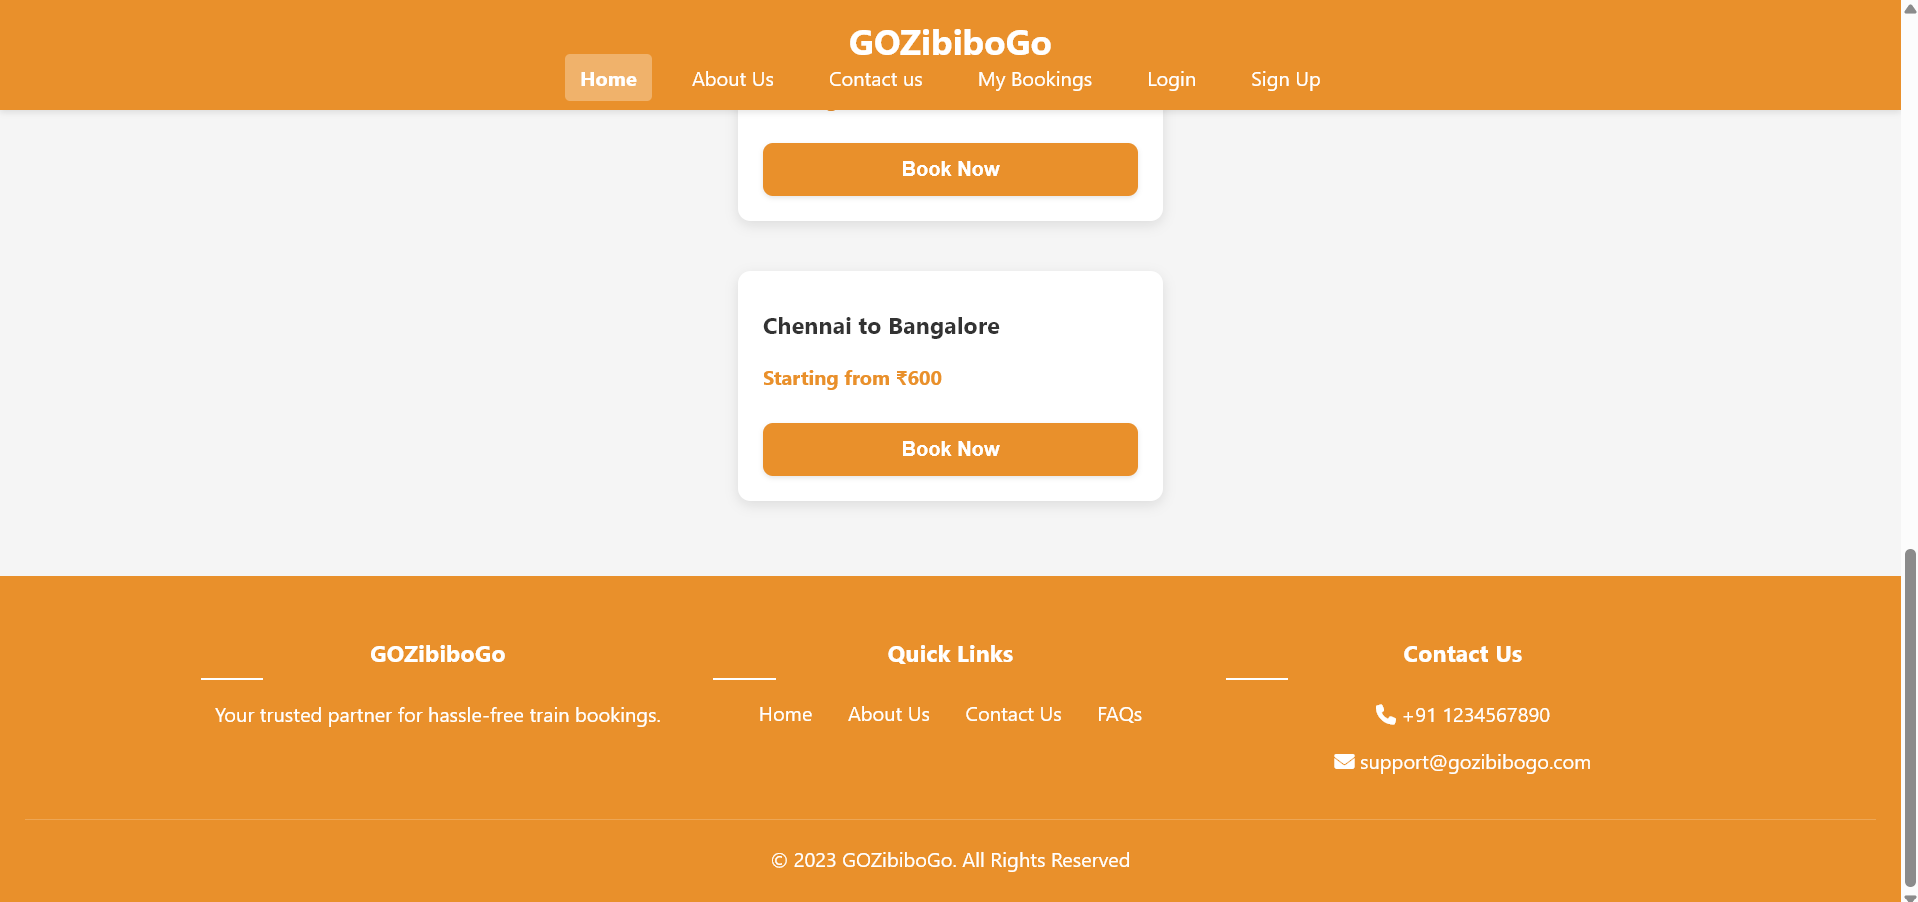 GOZibiboGo
Home About Us Contact us My Bookings Login Sign Up
Book Now
Chennai to Bangalore
Starting from ₹600
Book Now
GOZibiboGo
Your trusted partner for hassle-free train bookings.
Quick Links
Home About Us Contact Us FAQs
Contact Us
+91 1234567890
support@gozibibogo.com
© 2023 GOZibiboGo. All Rights Reserved